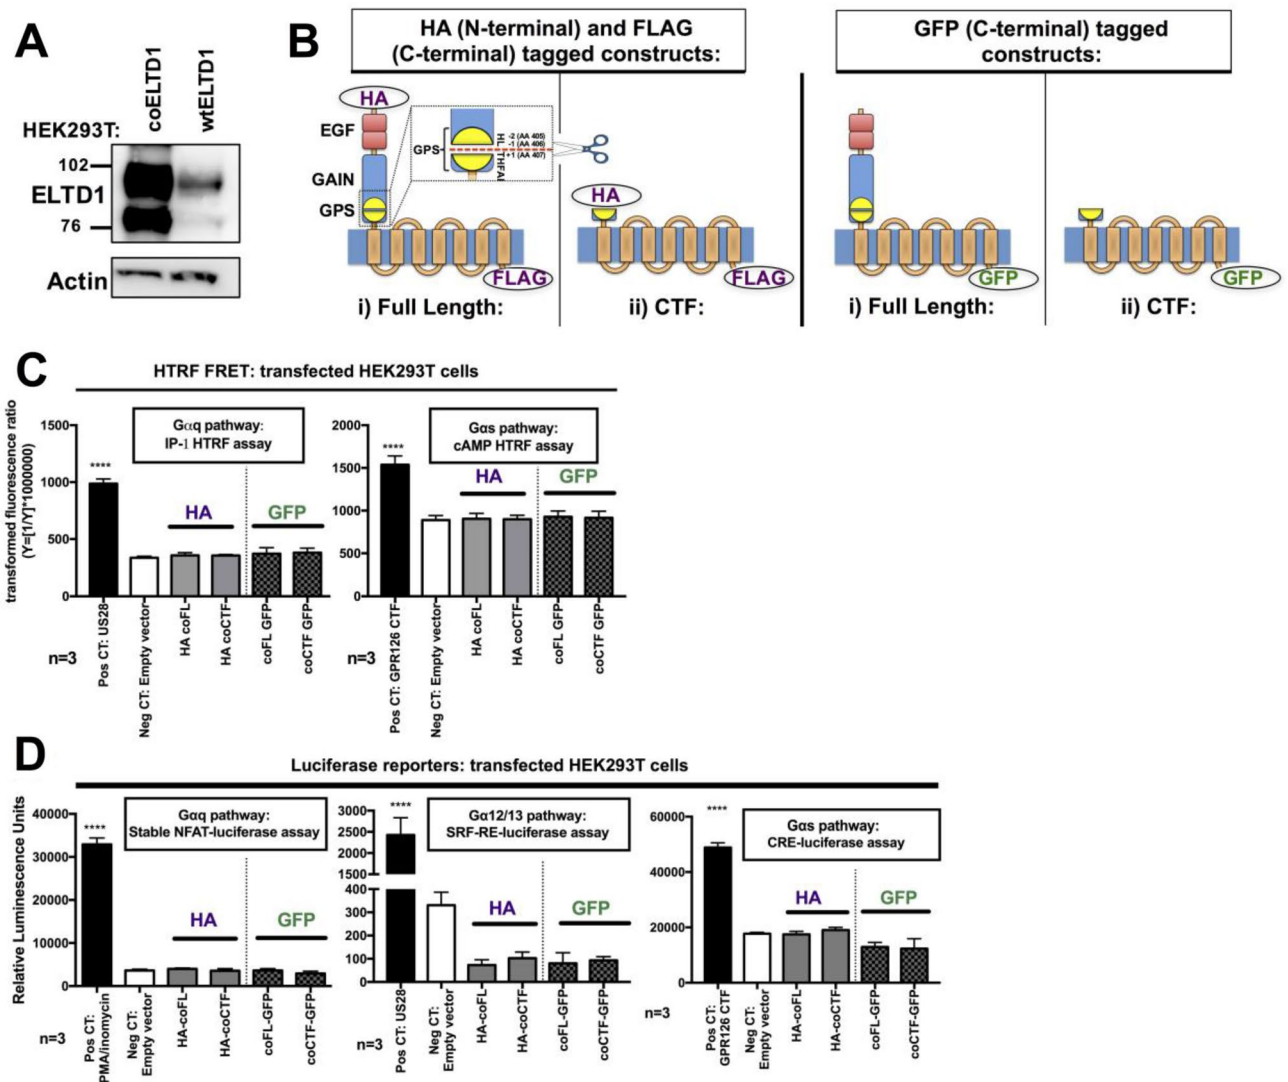 A
coELTD1
wtELTD1
HEK293T:
102
ELTD1
76
Actin
B
HA (N-terminal) and FLAG
(C-terminal) tagged constructs:
GFP (C-terminal) tagged
constructs:
HA
EGF
GAIN
GPS
GPS
HL
THFAI
-2 (AA 405)
-1 (AA 406)
+1 (AA 407)
HA
FLAG
FLAG
GFP
GFP
i) Full Length:
ii) CTF:
i) Full Length:
ii) CTF:
C
HTRF FRET: transfected HEK293T cells
transformed fluorescence ratio
(Y=[1/Y]*1000000)
1500
1000
500
0
****
Gαq pathway:
IP-1 HTRF assay
HA
GFP
n=3
Pos CT: US28
Neg CT: Empty vector
HA coFL
HA coCTF
coFL GFP
coCTF GFP
2000
1500
1000
500
0
****
Gαs pathway:
cAMP HTRF assay
HA
GFP
n=3
Pos CT: GPR126 CTF
Neg CT: Empty vector
HA coFL
HA coCTF
coFL GFP
coCTF GFP
D
Luciferase reporters: transfected HEK293T cells
Relative Luminescence Units
40000
30000
20000
10000
0
****
Gαq pathway:
Stable NFAT-luciferase assay
HA
GFP
n=3
Pos CT:
PMA/inomycin
Neg CT:
Empty vector
HA-coFL
HA-coCTF
coFL-GFP
coCTF-GFP
3000
2500
2000
1500
400
300
200
100
0
****
Gα12/13 pathway:
SRF-RE-luciferase assay
HA
GFP
n=3
Pos CT: US28
Neg CT:
Empty vector
HA-coFL
HA-coCTF
coFL-GFP
coCTF-GFP
60000
40000
20000
0
****
Gαs pathway:
CRE-luciferase assay
HA
GFP
n=3
Pos CT:
GPR126 CTF
Neg CT:
Empty vector
HA-coFL
HA-coCTF
coFL-GFP
coCTF-GFP